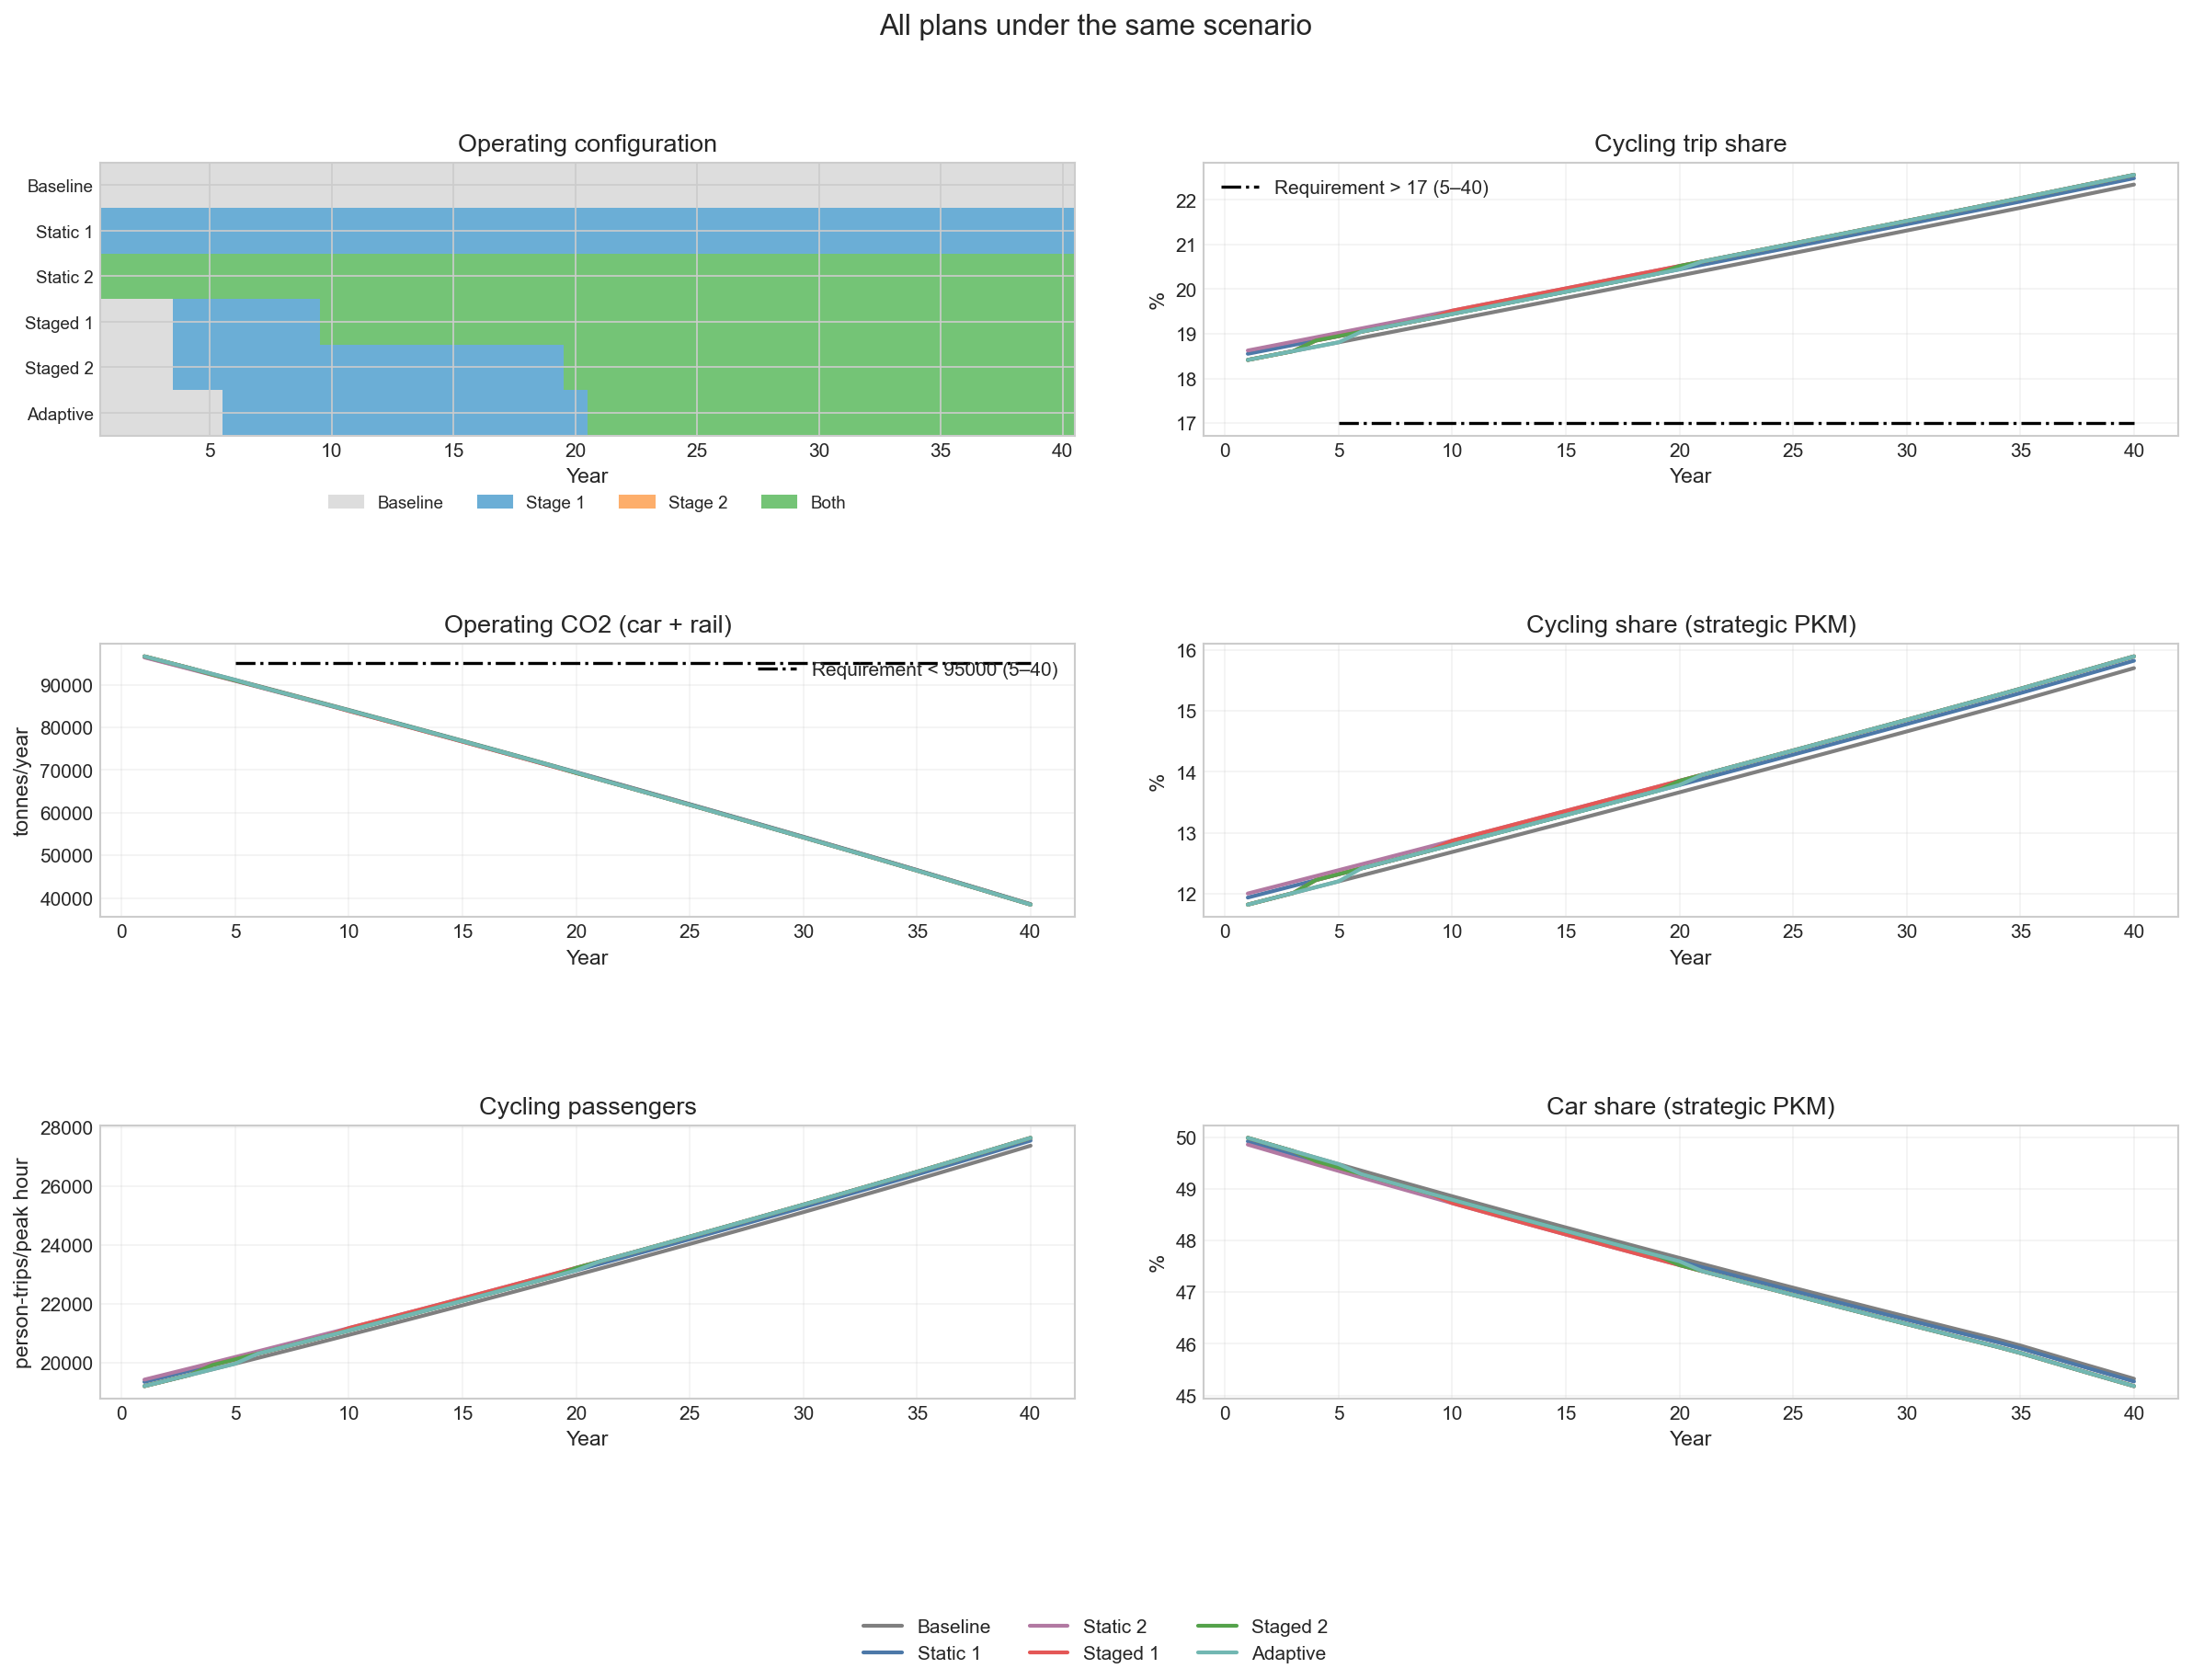 All plans under the same scenario
Operating configuration
Baseline
Static 1
Static 2
Staged 1
Staged 2
Adaptive
5 10 15 20 25 30 35 40
Year
Baseline Stage 1 Stage 2 Both
Cycling trip share
Requirement > 17 (5–40)
%
22
21
20
19
18
17
0 5 10 15 20 25 30 35 40
Year
Operating CO2 (car + rail)
Requirement < 95000 (5–40)
tonnes/year
90000
80000
70000
60000
50000
40000
0 5 10 15 20 25 30 35 40
Year
Cycling share (strategic PKM)
%
16
15
14
13
12
0 5 10 15 20 25 30 35 40
Year
Cycling passengers
person-trips/peak hour
28000
26000
24000
22000
20000
0 5 10 15 20 25 30 35 40
Year
Car share (strategic PKM)
%
50
49
48
47
46
45
0 5 10 15 20 25 30 35 40
Year
Baseline Static 2 Staged 2
Static 1 Staged 1 Adaptive